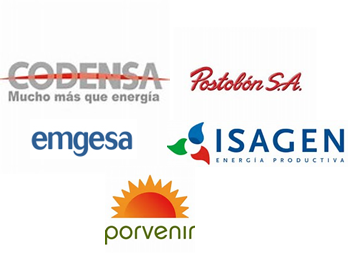 CODENSA
Mucho más que energía
Postobón S.A.
emgesa
ISAGEN
ENERGÍA PRODUCTIVA
porvenir